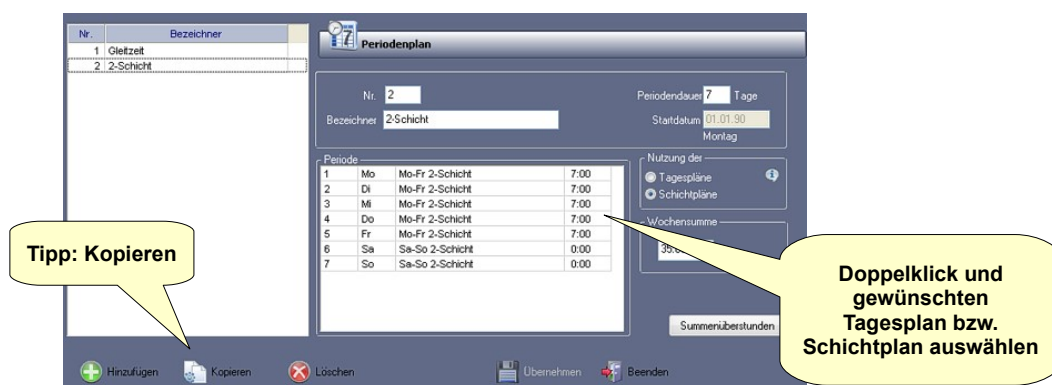 Nr. Bezeichner
1 Gleitzeit
2 2-Schicht
Periodenplan
Nr. 2
Periodendauer 7 Tage
Bezeichner 2-Schicht
Startdatum 01.01.90
Montag
Periode
1 Mo Mo-Fr 2-Schicht 7:00
2 Di Mo-Fr 2-Schicht 7:00
3 Mi Mo-Fr 2-Schicht 7:00
4 Do Mo-Fr 2-Schicht 7:00
5 Fr Mo-Fr 2-Schicht 7:00
6 Sa Sa-So 2-Schicht 0:00
7 So Sa-So 2-Schicht 0:00
Nutzung der
Tagespläne
Schichtpläne
Wochensumme
Summenüberstunden
Tipp: Kopieren
Doppelklick und
gewünschten
Tagesplan bzw.
Schichtplan auswählen
Hinzufügen Kopieren Löschen Übernehmen Beenden